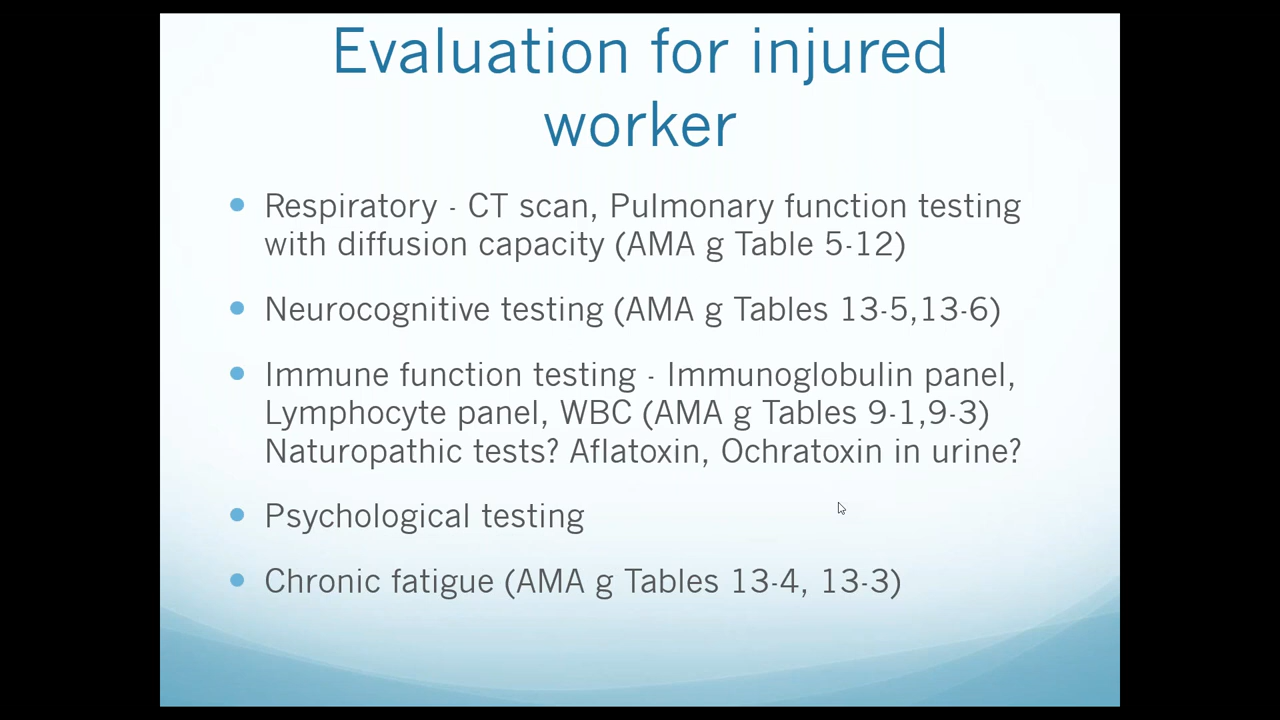 Evaluation for injured
worker
Respiratory - CT scan, Pulmonary function testing
with diffusion capacity (AMA g Table 5-12)
Neurocognitive testing (AMA g Tables 13-5,13-6)
Immune function testing - Immunoglobulin panel,
Lymphocyte panel, WBC (AMA g Tables 9-1,9-3)
Naturopathic tests? Aflatoxin, Ochratoxin in urine?
Psychological testing
Chronic fatigue (AMA g Tables 13-4, 13-3)